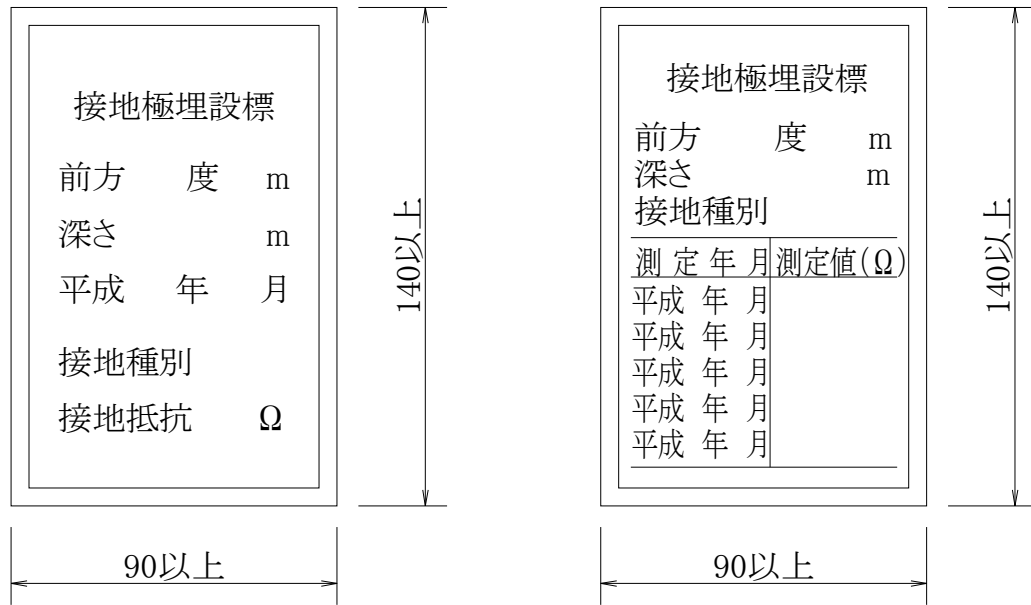 接地極埋設標
前方 度 m
深さ m
平成 年 月
接地種別
接地抵抗 Ω
140以上
90以上
接地極埋設標
前方 度 m
深さ m
接地種別
測定年月 測定値(Ω)
平成 年 月
平成 年 月
平成 年 月
平成 年 月
平成 年 月
140以上
90以上